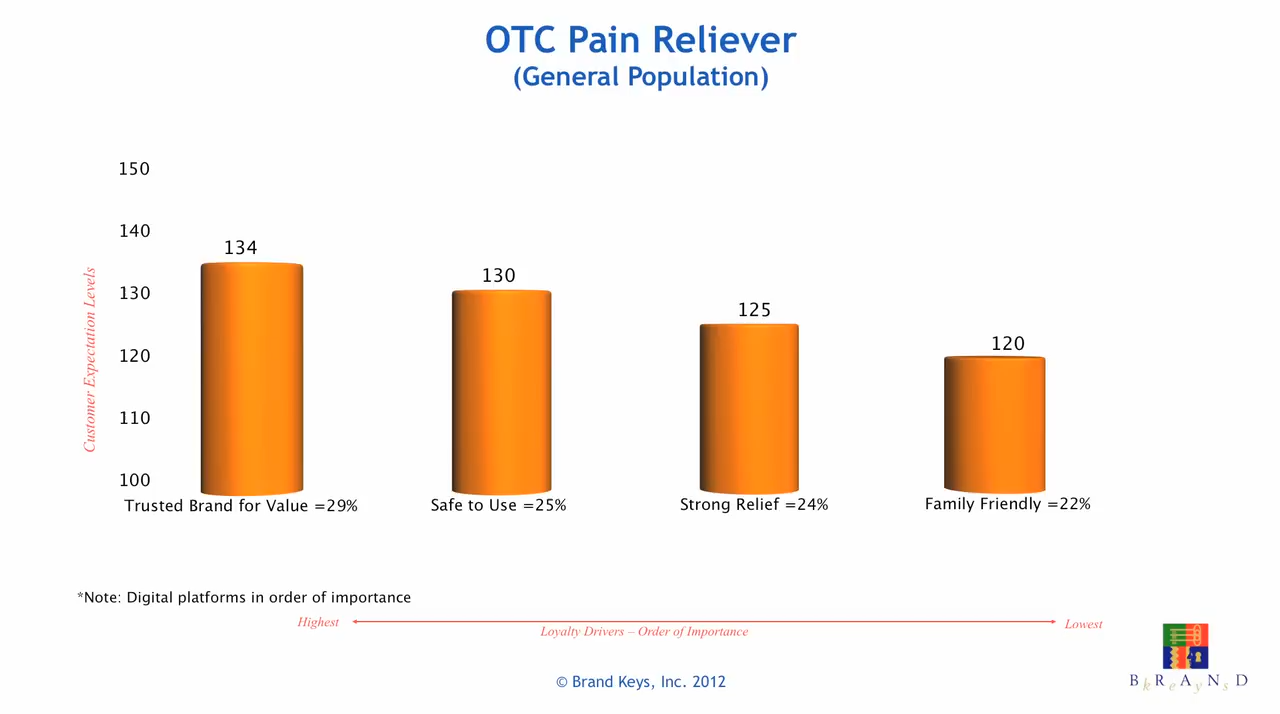 OTC Pain Reliever
(General Population)
150
140
130
120
110
100
Customer Expectation Levels
134
130
125
120
Trusted Brand for Value =29%
Safe to Use =25%
Strong Relief =24%
Family Friendly =22%
*Note: Digital platforms in order of importance
Highest
Loyalty Drivers – Order of Importance
Lowest
© Brand Keys, Inc. 2012
BRAND
keys